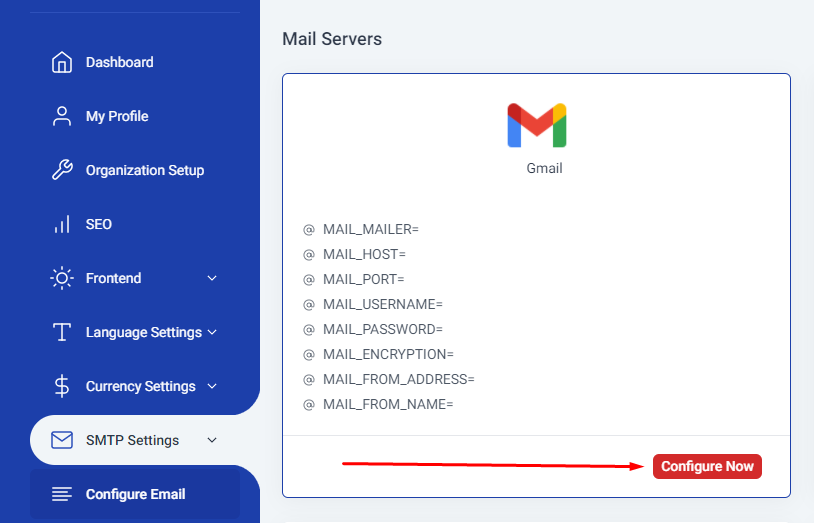 Dashboard
My Profile
Organization Setup
SEO
Frontend
Language Settings
Currency Settings
SMTP Settings
Configure Email
Mail Servers
Gmail
@ MAIL_MAILER=
@ MAIL_HOST=
@ MAIL_PORT=
@ MAIL_USERNAME=
@ MAIL_PASSWORD=
@ MAIL_ENCRYPTION=
@ MAIL_FROM_ADDRESS=
@ MAIL_FROM_NAME=
Configure Now